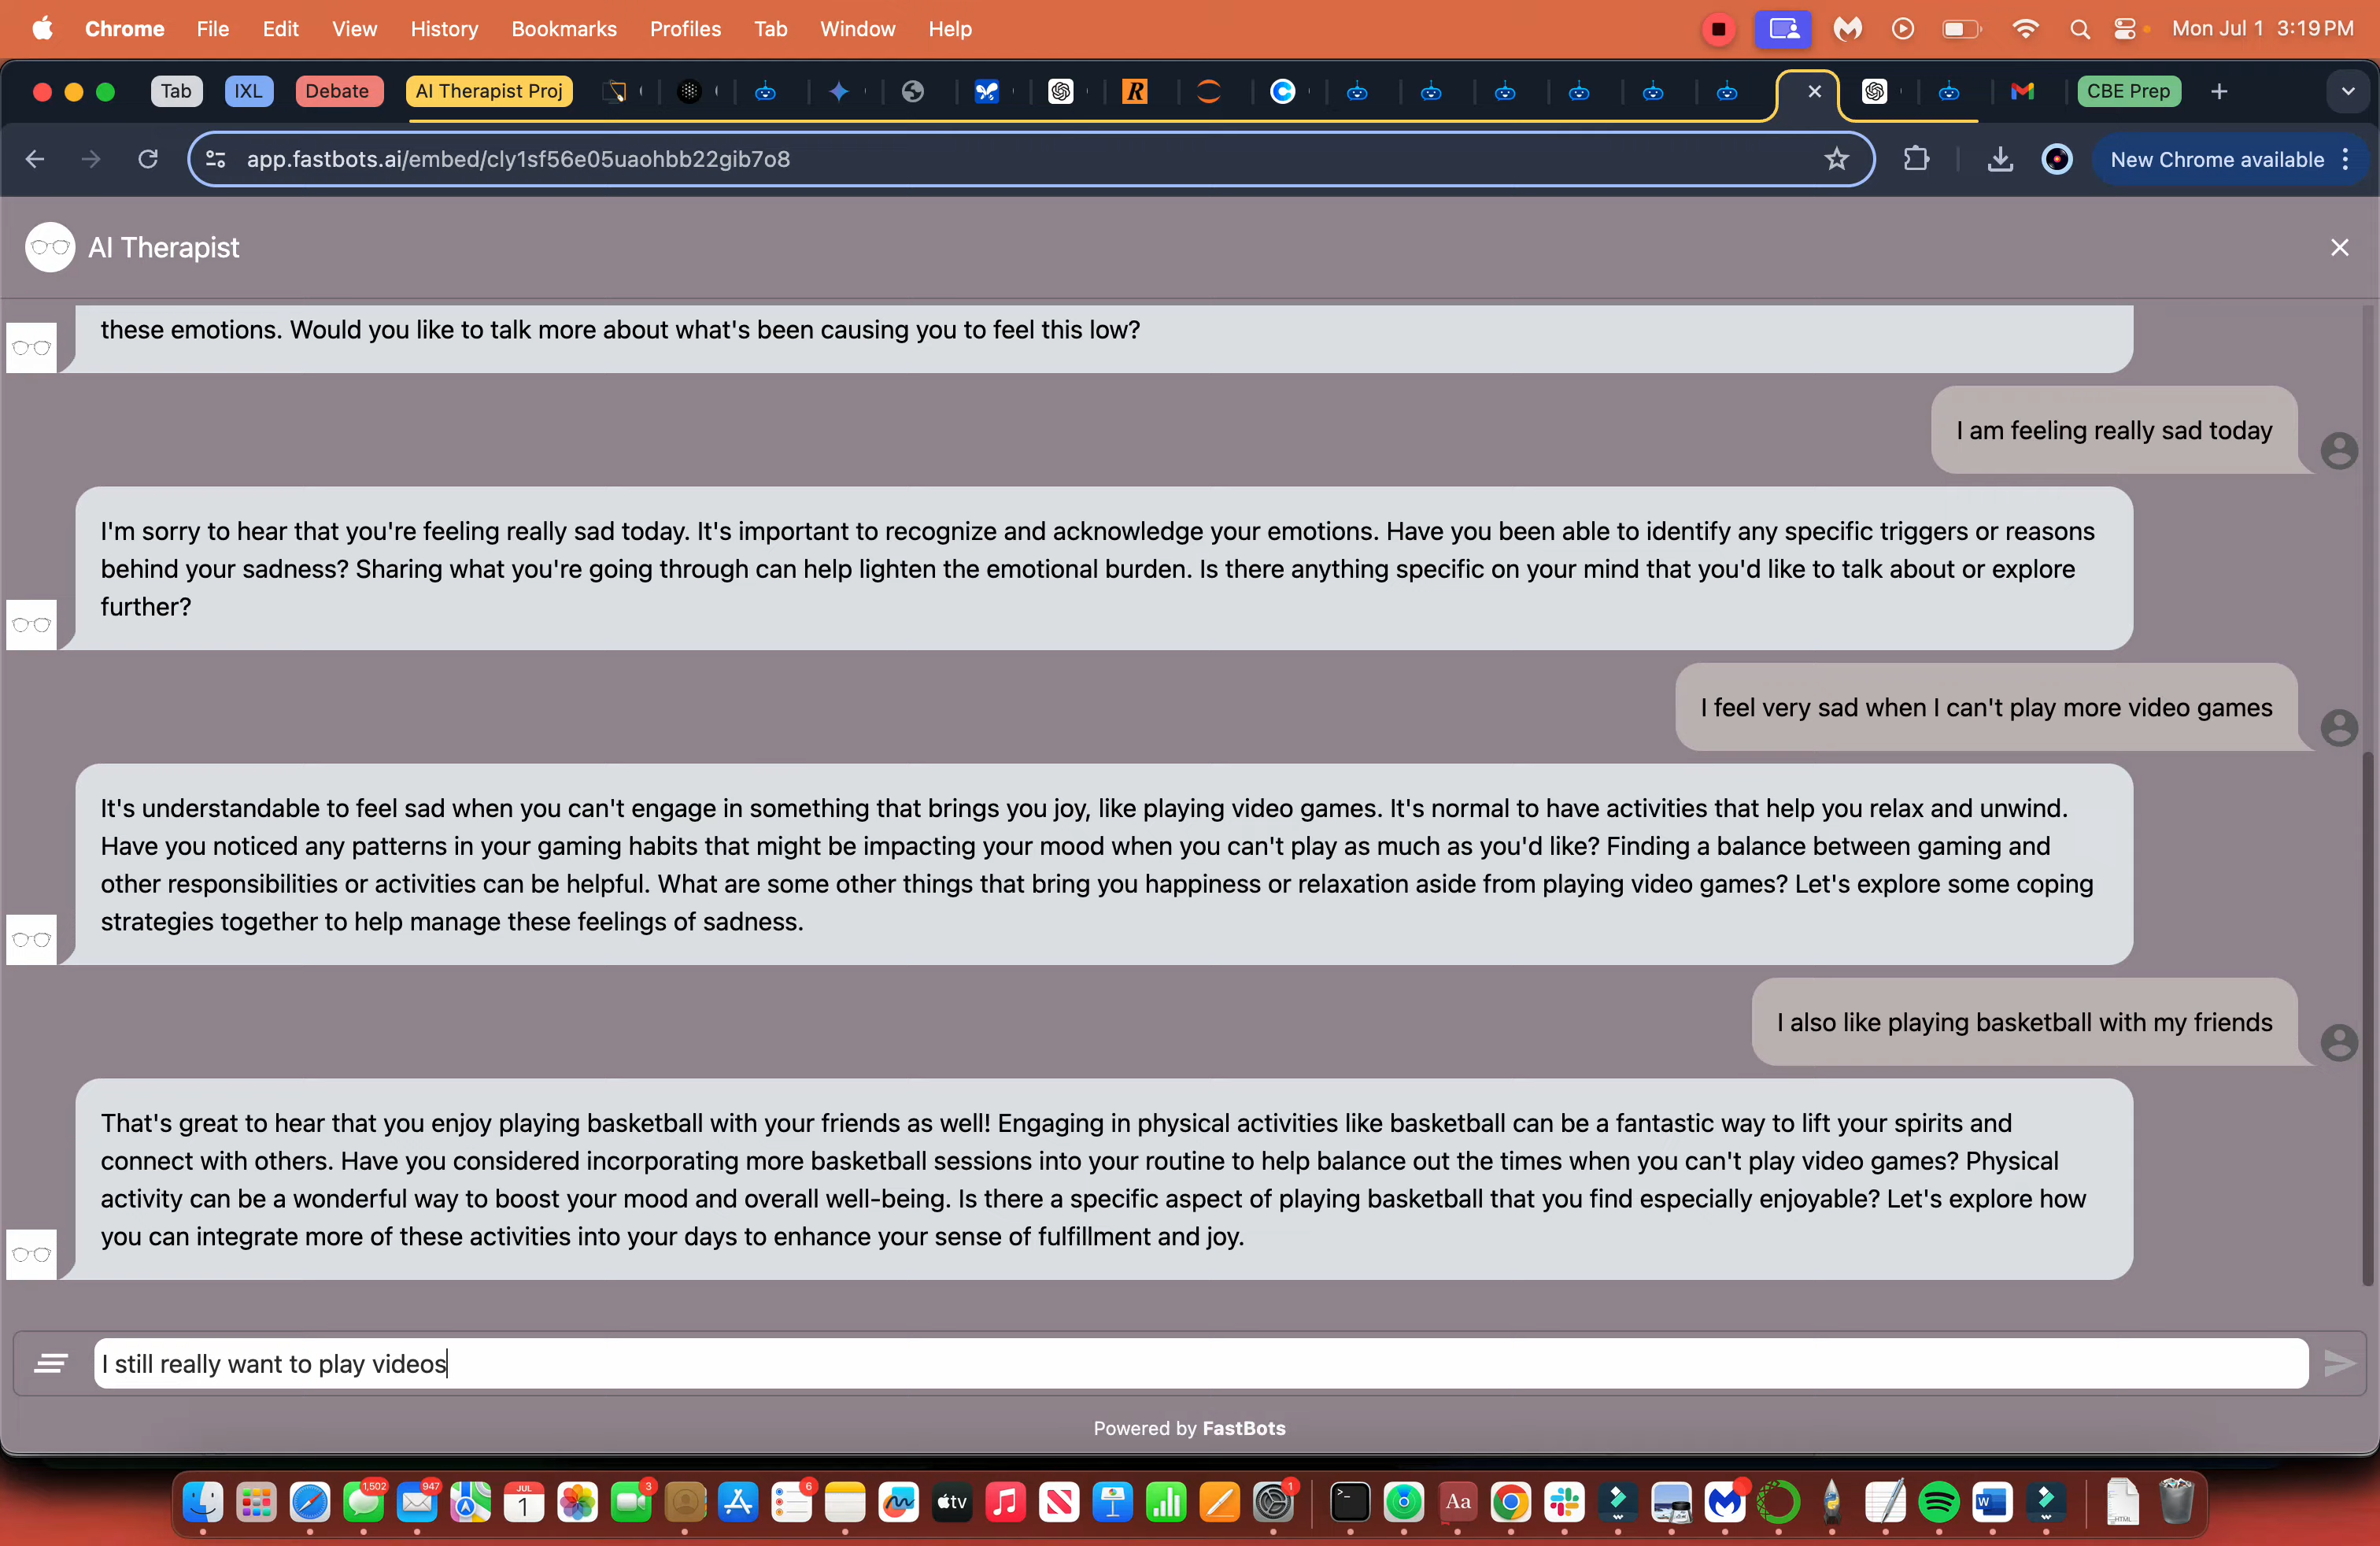 Chrome File Edit View History Bookmarks Profiles Tab Window Help Mon Jul 1 3:19 PM
Tab IXL Debate AI Therapist Proj CBE Prep
app.fastbots.ai/embed/cly1sf56e05uaohbb22gib7o8 New Chrome available
AI Therapist
these emotions. Would you like to talk more about what's been causing you to feel this low?
I am feeling really sad today
I'm sorry to hear that you're feeling really sad today. It's important to recognize and acknowledge your emotions. Have you been able to identify any specific triggers or reasons
behind your sadness? Sharing what you're going through can help lighten the emotional burden. Is there anything specific on your mind that you'd like to talk about or explore
further?
I feel very sad when I can't play more video games
It's understandable to feel sad when you can't engage in something that brings you joy, like playing video games. It's normal to have activities that help you relax and unwind.
Have you noticed any patterns in your gaming habits that might be impacting your mood when you can't play as much as you'd like? Finding a balance between gaming and
other responsibilities or activities can be helpful. What are some other things that bring you happiness or relaxation aside from playing video games? Let's explore some coping
strategies together to help manage these feelings of sadness.
I also like playing basketball with my friends
That's great to hear that you enjoy playing basketball with your friends as well! Engaging in physical activities like basketball can be a fantastic way to lift your spirits and
connect with others. Have you considered incorporating more basketball sessions into your routine to help balance out the times when you can't play video games? Physical
activity can be a wonderful way to boost your mood and overall well-being. Is there a specific aspect of playing basketball that you find especially enjoyable? Let's explore how
you can integrate more of these activities into your days to enhance your sense of fulfillment and joy.
I still really want to play videos
Powered by FastBots
1,502 947 JUL 3 6 1
1 tv Aa W HTML